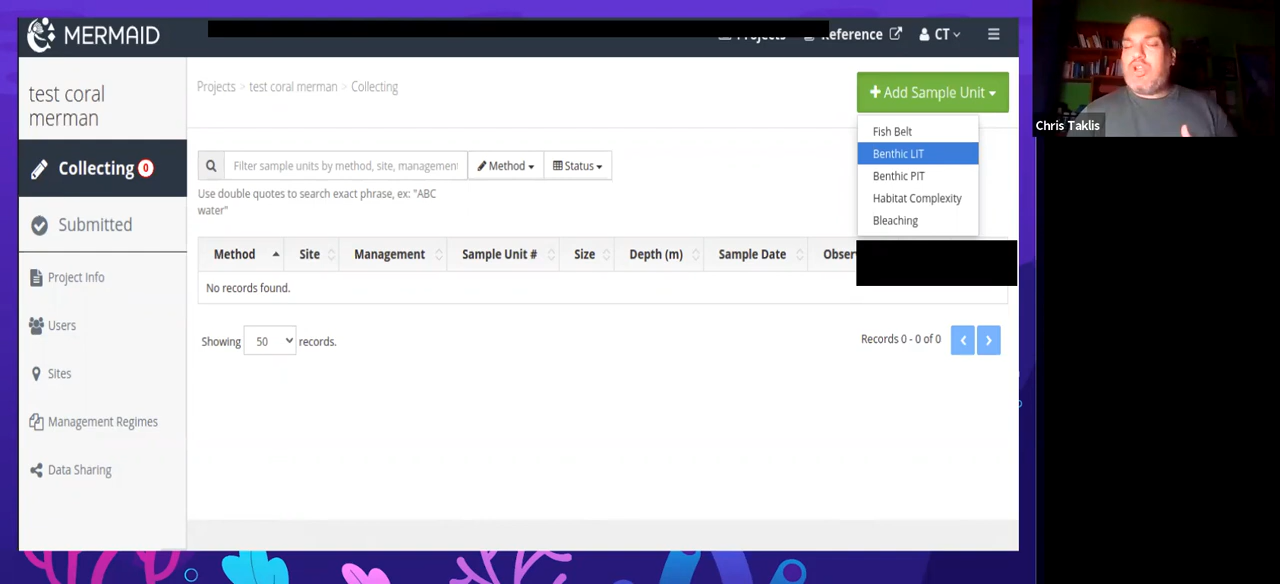 MERMAID
Projects
Reference
CT
test coral
merman
Projects > test coral merman > Collecting
Add Sample Unit
Fish Belt
Benthic LIT
Benthic PIT
Habitat Complexity
Bleaching
Collecting 0
Submitted
Project Info
Users
Sites
Management Regimes
Data Sharing
Filter sample units by method, site, management
Method
Status
Use double quotes to search exact phrase, ex: "ABC
water"
Method Site Management Sample Unit # Size Depth (m) Sample Date
No records found.
Showing 50 records.
Records 0 - 0 of 0
Chris Taklis